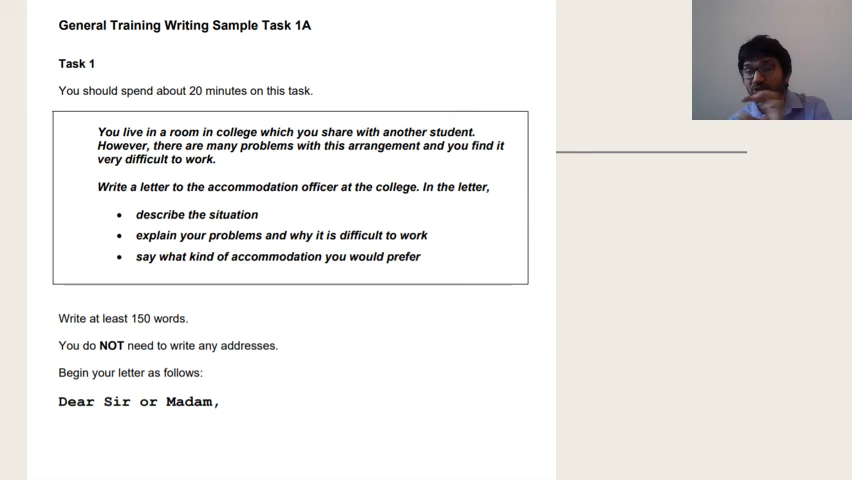 General Training Writing Sample Task 1A
Task 1
You should spend about 20 minutes on this task.
You live in a room in college which you share with another student.
However, there are many problems with this arrangement and you find it
very difficult to work.
Write a letter to the accommodation officer at the college. In the letter,
• describe the situation
• explain your problems and why it is difficult to work
• say what kind of accommodation you would prefer
Write at least 150 words.
You do NOT need to write any addresses.
Begin your letter as follows:
Dear Sir or Madam,